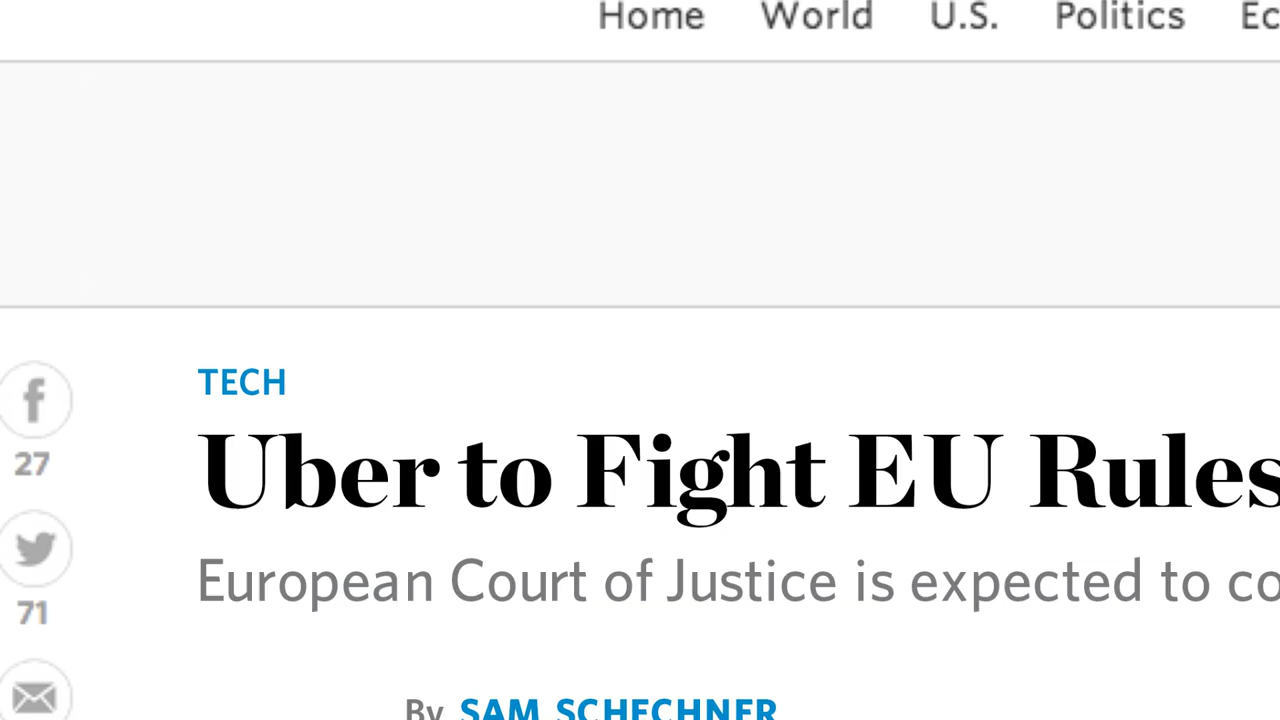 Home World U.S. Politics Ec
TECH
Uber to Fight EU Rules
European Court of Justice is expected to co
27
71
By SAM SCHECHNER